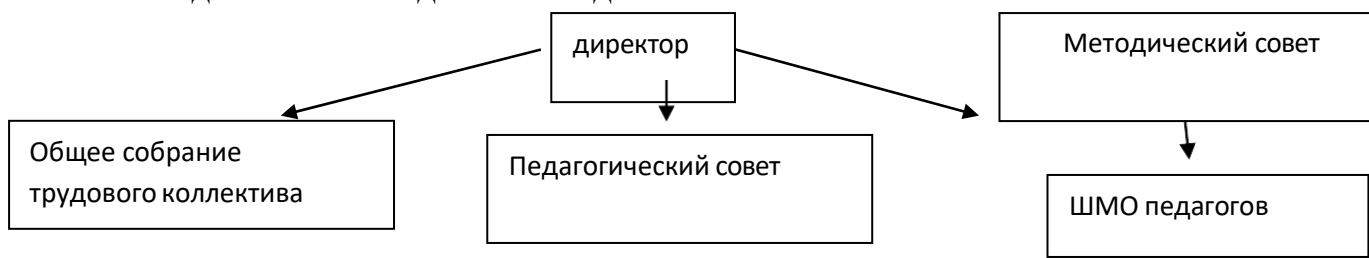 директор
Методический совет
Общее собрание
трудового коллектива
Педагогический совет
ШМО педагогов